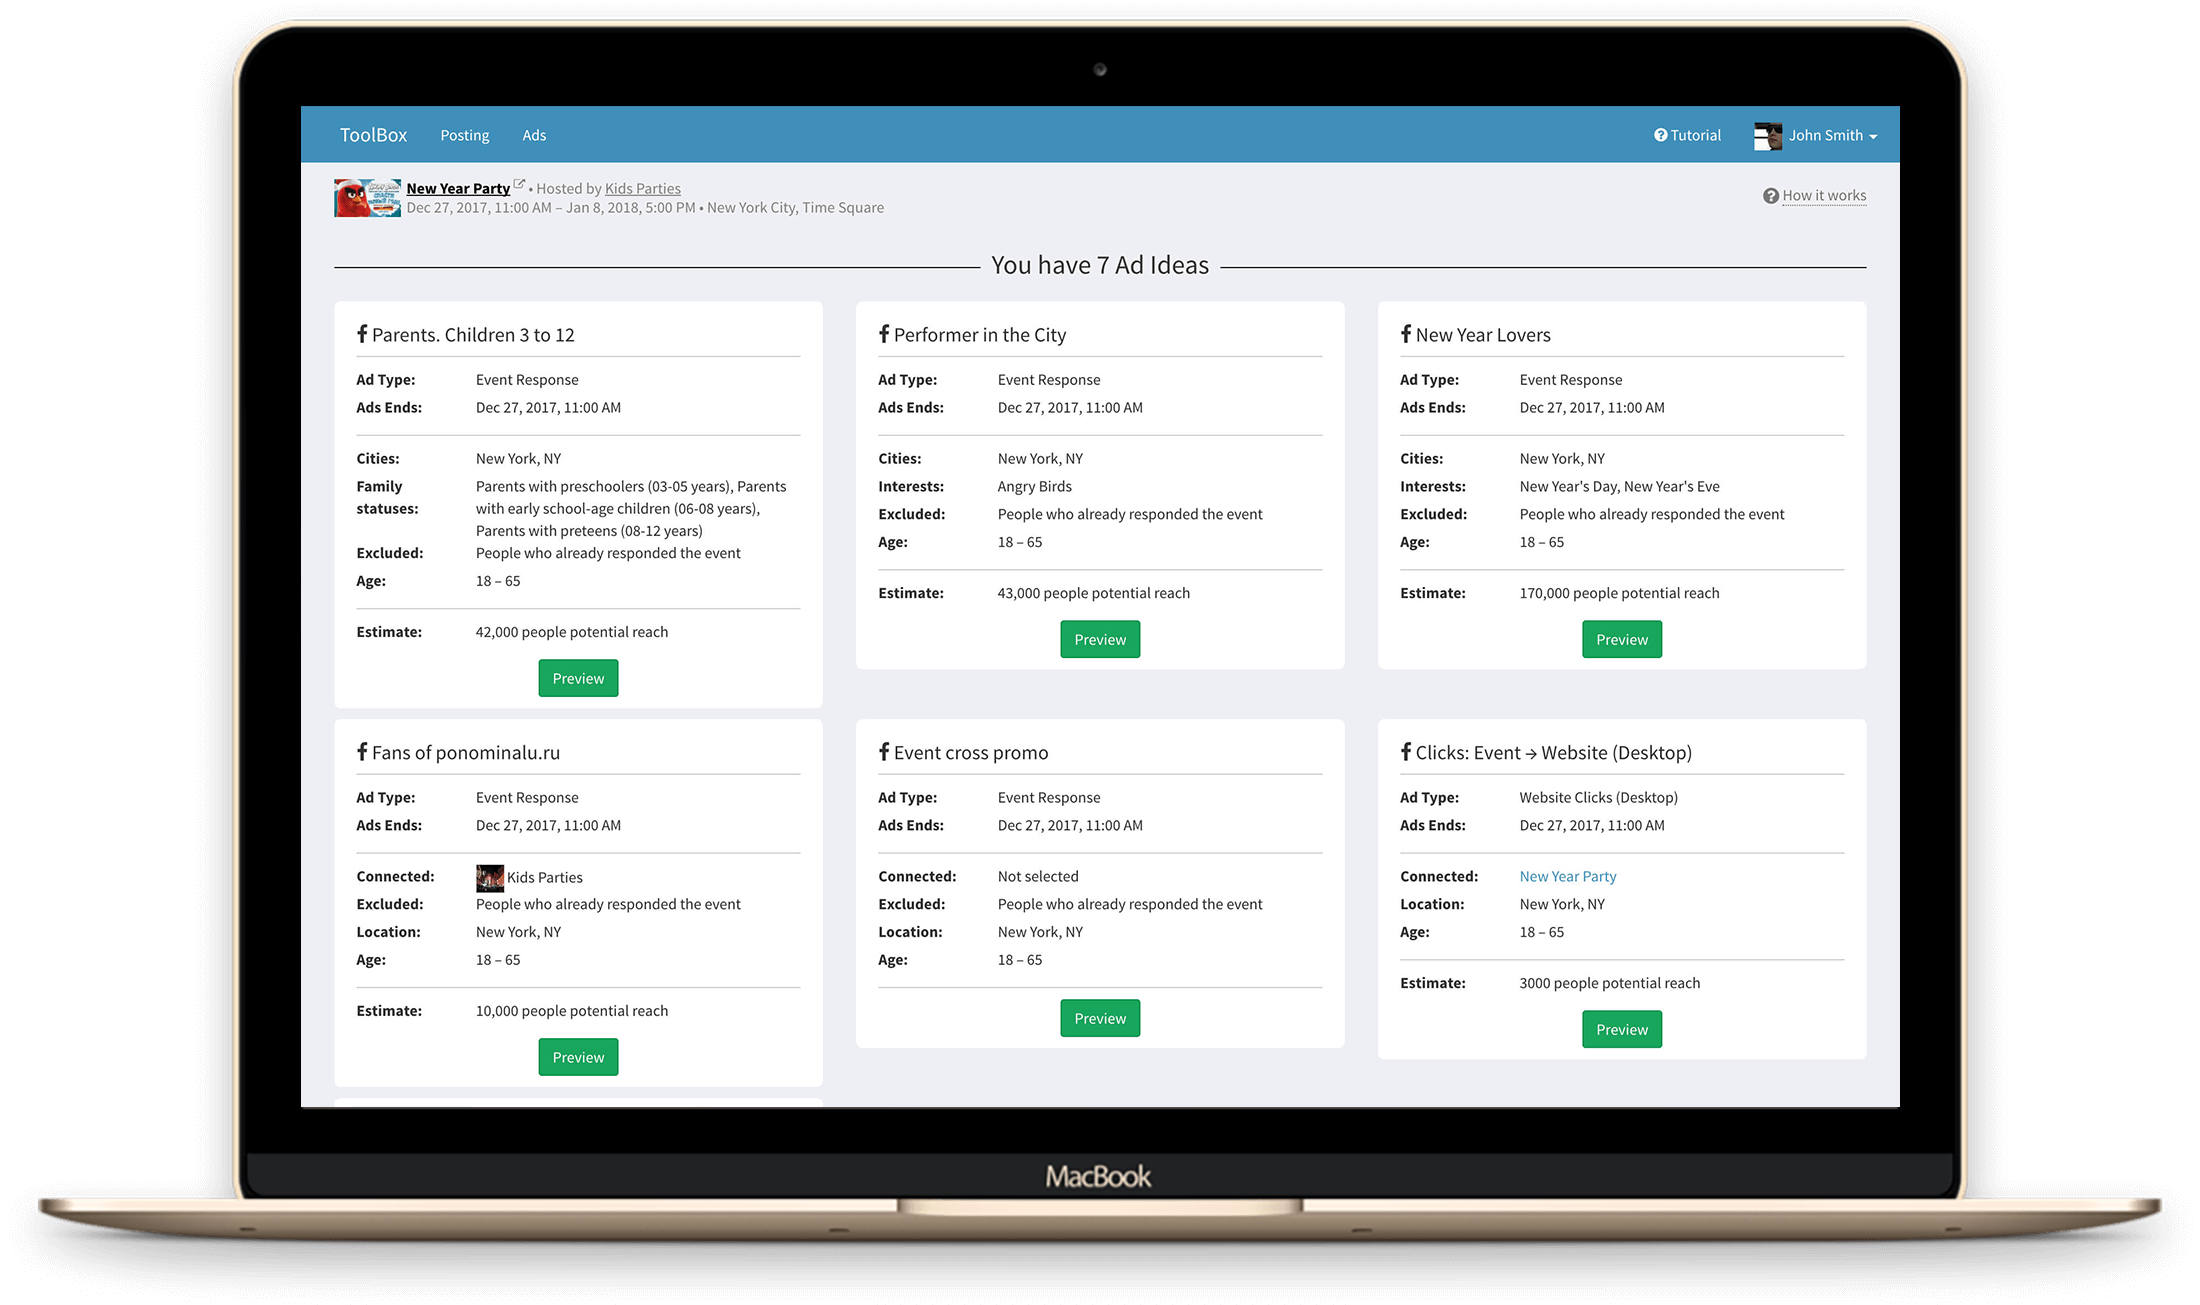 ToolBox Posting Ads Tutorial John Smith
New Year Party • Hosted by Kids Parties
Dec 27, 2017, 11:00 AM – Jan 8, 2018, 5:00 PM • New York City, Time Square
How it works
You have 7 Ad Ideas
Parents. Children 3 to 12
Ad Type: Event Response
Ads Ends: Dec 27, 2017, 11:00 AM
Cities: New York, NY
Family Parents with preschoolers (03-05 years), Parents
statuses: with early school-age children (06-08 years),
Parents with preteens (08-12 years)
Excluded: People who already responded the event
Age: 18 – 65
Estimate: 42,000 people potential reach
Preview
Performer in the City
Ad Type: Event Response
Ads Ends: Dec 27, 2017, 11:00 AM
Cities: New York, NY
Interests: Angry Birds
Excluded: People who already responded the event
Age: 18 – 65
Estimate: 43,000 people potential reach
Preview
New Year Lovers
Ad Type: Event Response
Ads Ends: Dec 27, 2017, 11:00 AM
Cities: New York, NY
Interests: New Year's Day, New Year's Eve
Excluded: People who already responded the event
Age: 18 – 65
Estimate: 170,000 people potential reach
Preview
Fans of ponominalu.ru
Ad Type: Event Response
Ads Ends: Dec 27, 2017, 11:00 AM
Connected: Kids Parties
Excluded: People who already responded the event
Location: New York, NY
Age: 18 – 65
Estimate: 10,000 people potential reach
Preview
Event cross promo
Ad Type: Event Response
Ads Ends: Dec 27, 2017, 11:00 AM
Connected: Not selected
Excluded: People who already responded the event
Location: New York, NY
Age: 18 – 65
Preview
Clicks: Event → Website (Desktop)
Ad Type: Website Clicks (Desktop)
Ads Ends: Dec 27, 2017, 11:00 AM
Connected: New Year Party
Location: New York, NY
Age: 18 – 65
Estimate: 3000 people potential reach
Preview
MacBook